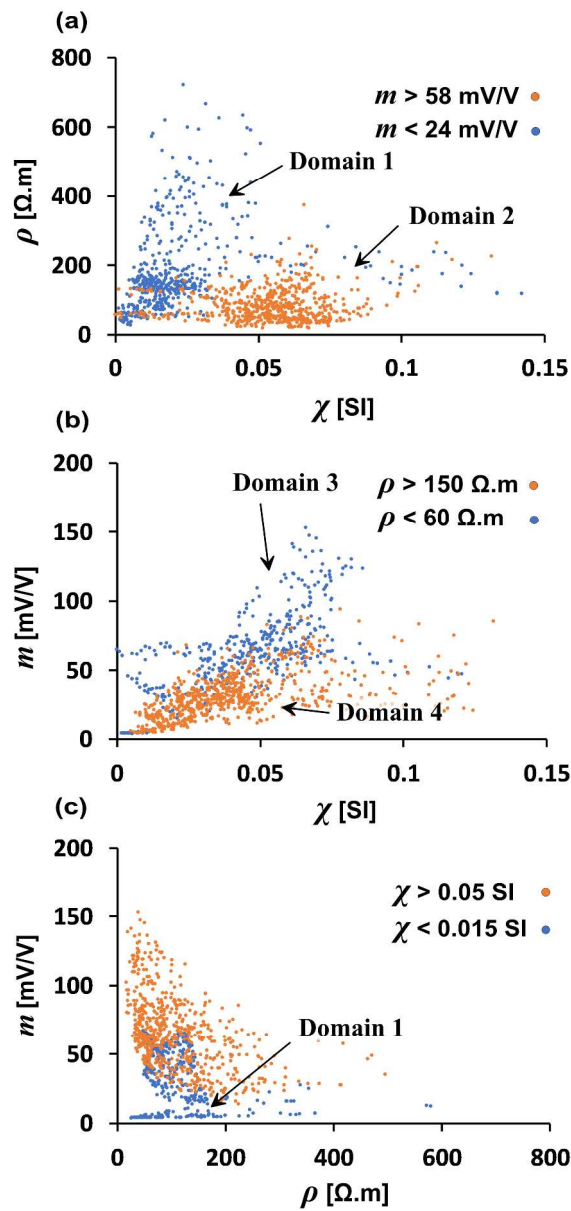 (a)
800
600
400
200
0
ρ [Ω.m]
m > 58 mV/V
m < 24 mV/V
Domain 1
Domain 2
0 0.05 0.1 0.15
χ [SI]
(b)
200
150
100
50
0
m [mV/V]
Domain 3
ρ > 150 Ω.m
ρ < 60 Ω.m
Domain 4
0 0.05 0.1 0.15
χ [SI]
(c)
200
150
100
50
0
m [mV/V]
χ > 0.05 SI
χ < 0.015 SI
Domain 1
0 200 400 600 800
ρ [Ω.m]